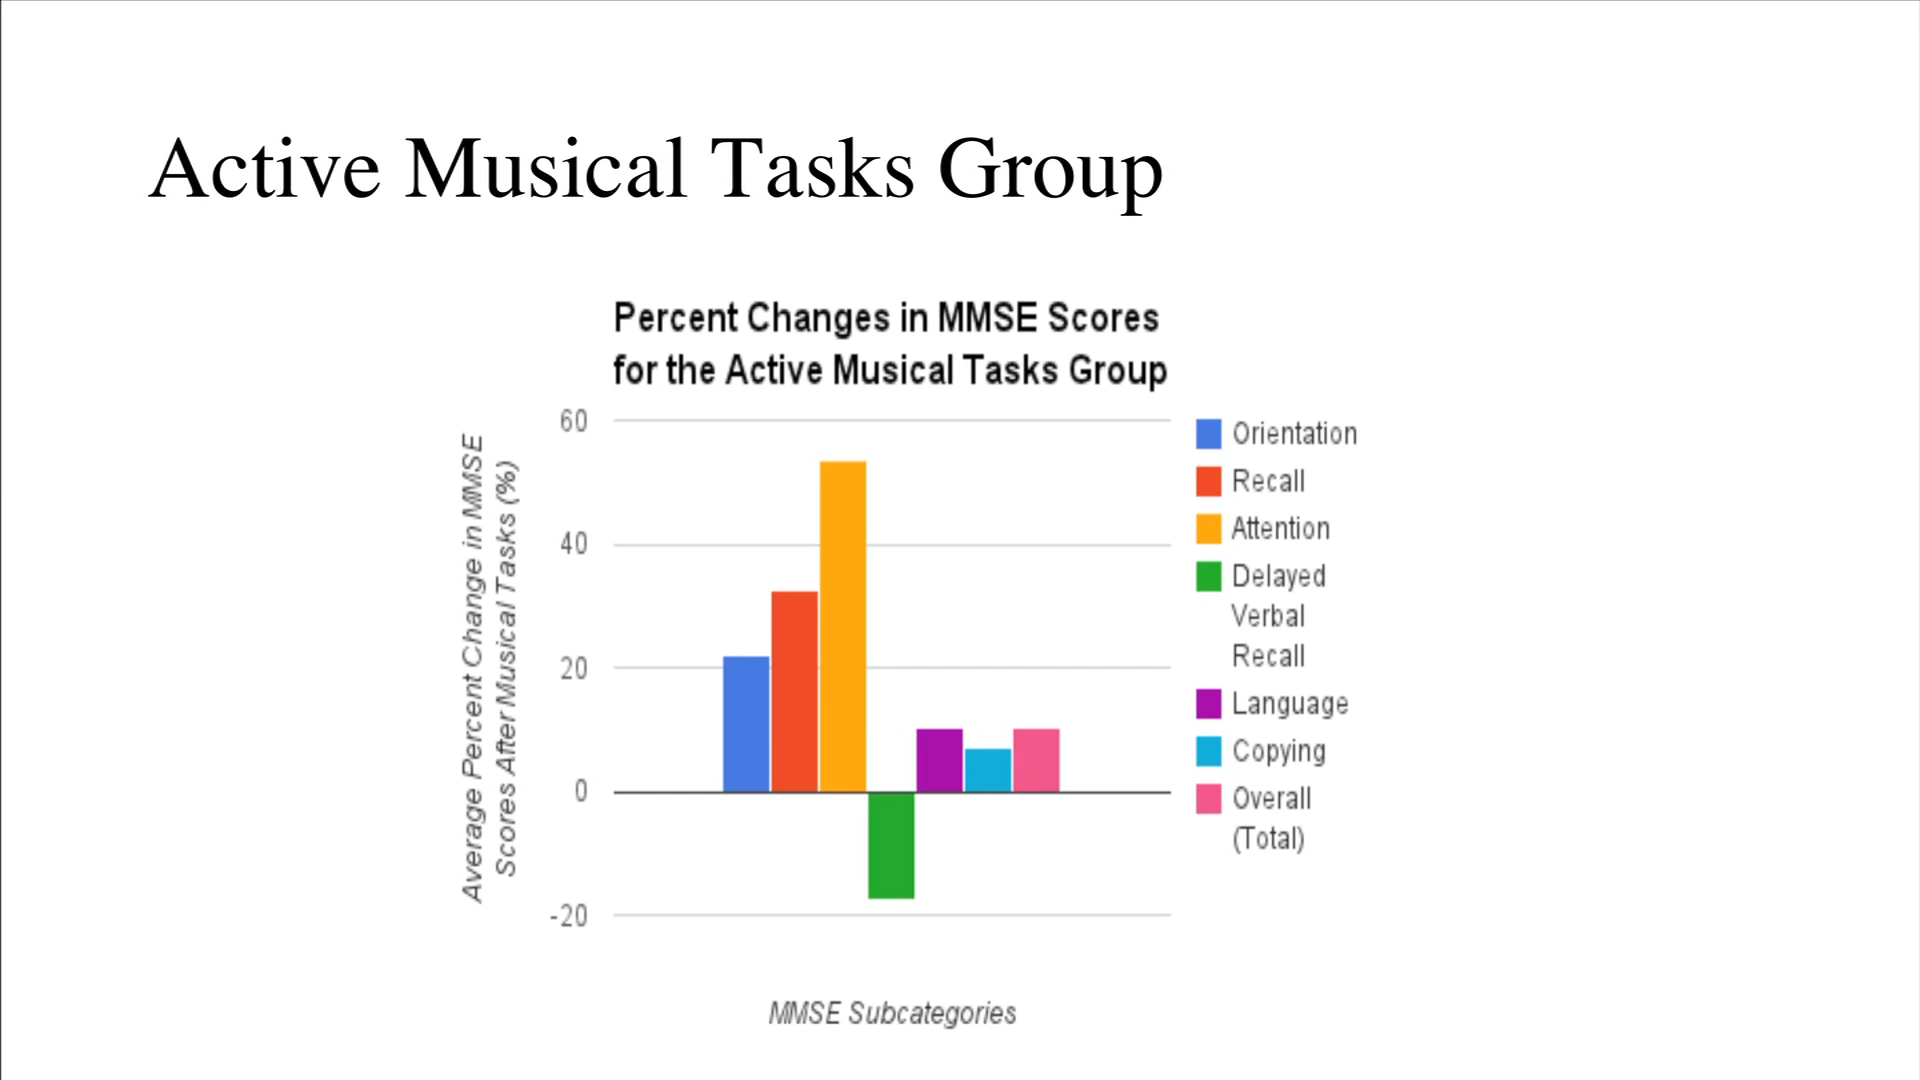 Active Musical Tasks Group
Percent Changes in MMSE Scores
for the Active Musical Tasks Group
Average Percent Change in MMSE
Scores After Musical Tasks (%)
60
40
20
0
-20
Orientation
Recall
Attention
Delayed
Verbal
Recall
Language
Copying
Overall
(Total)
MMSE Subcategories